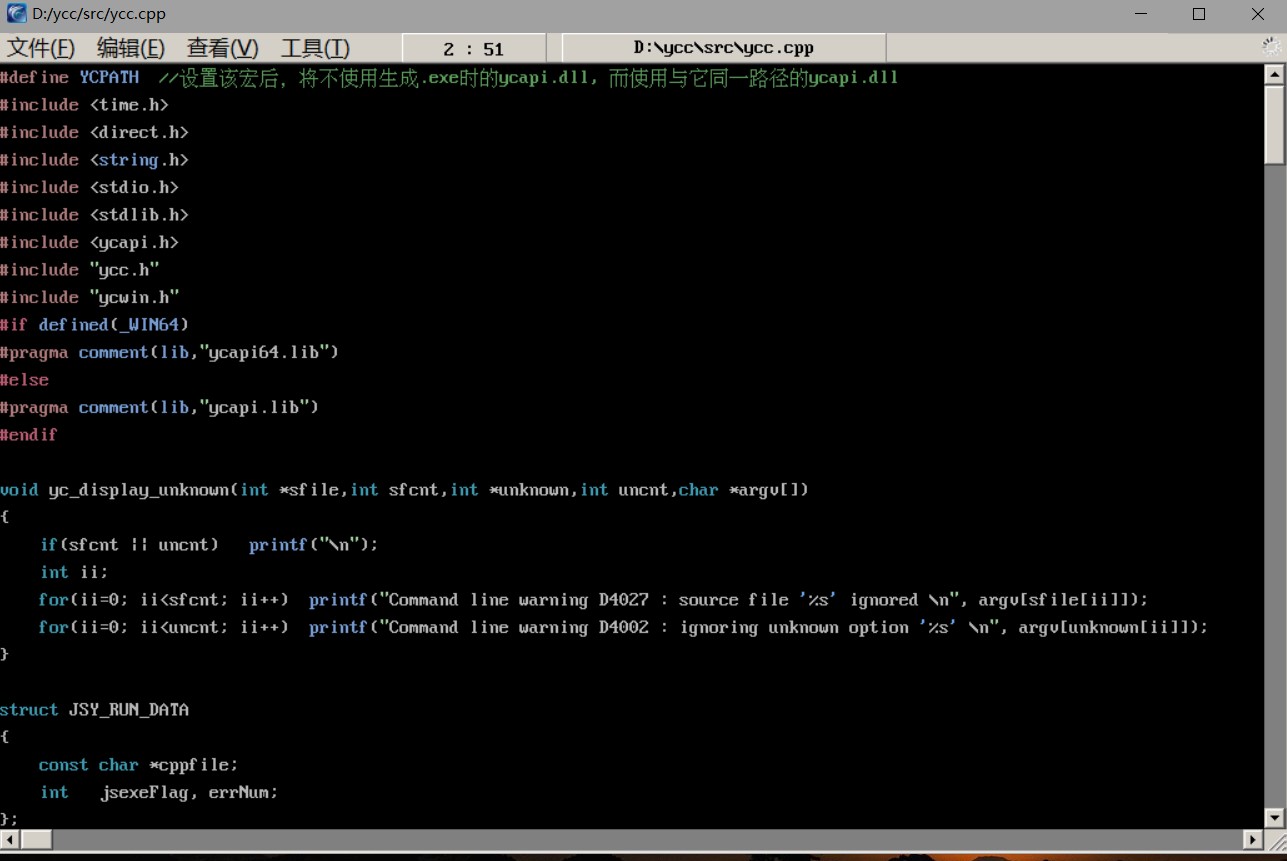 D:/ycc/src/ycc.cpp
文件(F) 编辑(E) 查看(V) 工具(T) 2 : 51 D:\ycc\src\ycc.cpp
#define YCPATH //设置该宏后，将不使用生成.exe时的ycapi.dll，而使用与它同一路径的ycapi.dll
#include <time.h>
#include <direct.h>
#include <string.h>
#include <stdio.h>
#include <stdlib.h>
#include <ycapi.h>
#include "ycc.h"
#include "ycwin.h"
#if defined(_WIN64)
#pragma comment(lib,"ycapi64.lib")
#else
#pragma comment(lib,"ycapi.lib")
#endif
void yc_display_unknown(int *sfile,int sfcnt,int *unknown,int uncnt,char *argv[])
{
if(sfcnt || uncnt) printf("\n");
int ii;
for(ii=0; ii<sfcnt; ii++) printf("Command line warning D4027 : source file '%s' ignored \n", argv[sfile[ii]]);
for(ii=0; ii<uncnt; ii++) printf("Command line warning D4002 : ignoring unknown option '%s' \n", argv[unknown[ii]]);
}
struct JSY_RUN_DATA
{
const char *cppfile;
int jsexeFlag, errNum;
};